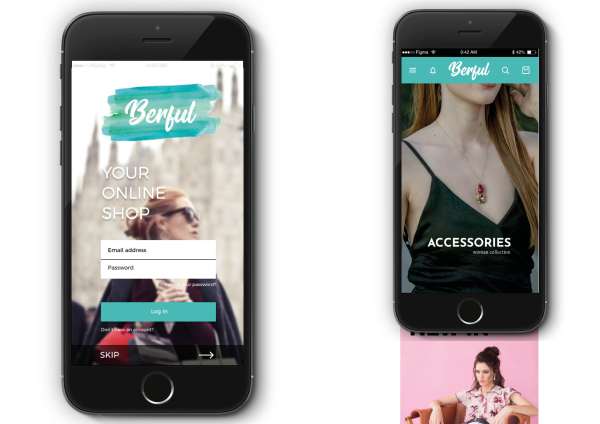 Berful
YOUR
ONLINE
SHOP
Email address
Password
our password?
Log in
Don't have an account?
SKIP
Figma
9:42 AM
42%
Berful
ACCESSORIES
woman collection
NEW IN